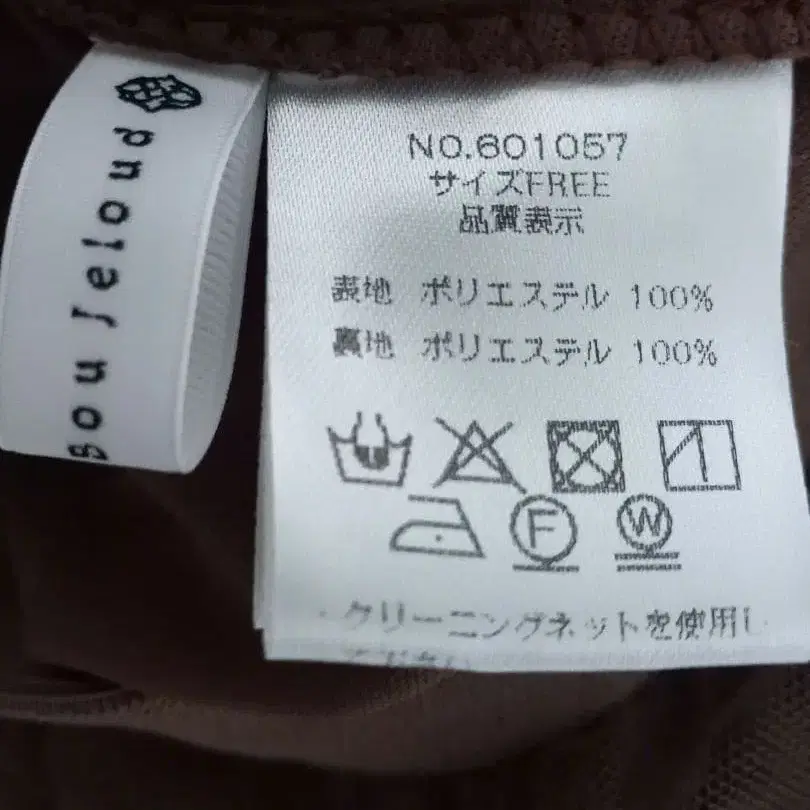 Bou Jeloud
NO.601057
サイズFREE
品質表示
表地 ポリエステル 100%
裏地 ポリエステル 100%
F
W
・クリーニングネットを使用し